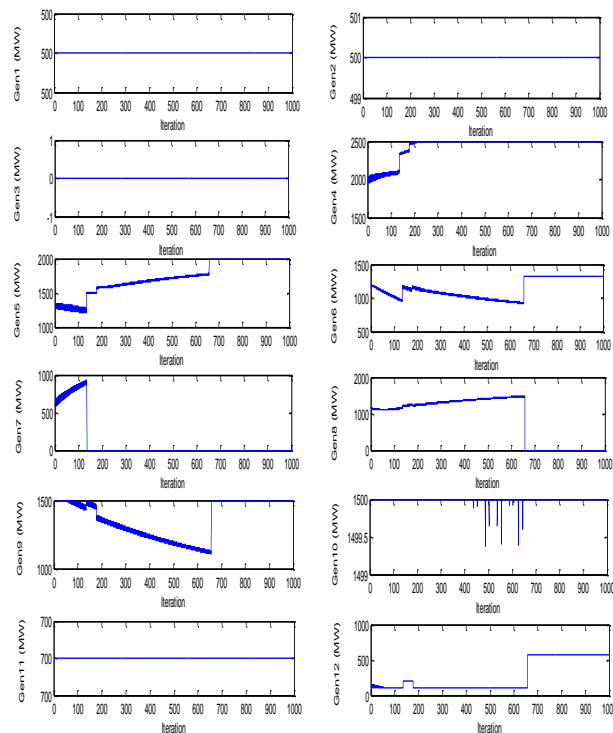 500
500
500
0 100 200 300 400 500 600 700 800 900 1000
Iteration
Gen1 (MW)
501
500
499
0 100 200 300 400 500 600 700 800 900 1000
Iteration
Gen2 (MW)
1
0
-1
0 100 200 300 400 500 600 700 800 900 1000
Iteration
Gen3 (MW)
2500
2000
1500
0 100 200 300 400 500 600 700 800 900 1000
Iteration
Gen4 (MW)
2000
1500
1000
0 100 200 300 400 500 600 700 800 900 1000
Iteration
Gen5 (MW)
1500
1000
500
0 100 200 300 400 500 600 700 800 900 1000
Iteration
Gen6 (MW)
1000
500
0
0 100 200 300 400 500 600 700 800 900 1000
Iteration
Gen7 (MW)
2000
1000
0
0 100 200 300 400 500 600 700 800 900 1000
Iteration
Gen8 (MW)
1500
1000
0 100 200 300 400 500 600 700 800 900 1000
Iteration
Gen9 (MW)
1500
1499.5
1499
0 100 200 300 400 500 600 700 800 900 1000
Iteration
Gen10 (MW)
700
700
700
0 100 200 300 400 500 600 700 800 900 1000
Iteration
Gen11 (MW)
1000
500
0
0 100 200 300 400 500 600 700 800 900 1000
Iteration
Gen12 (MW)